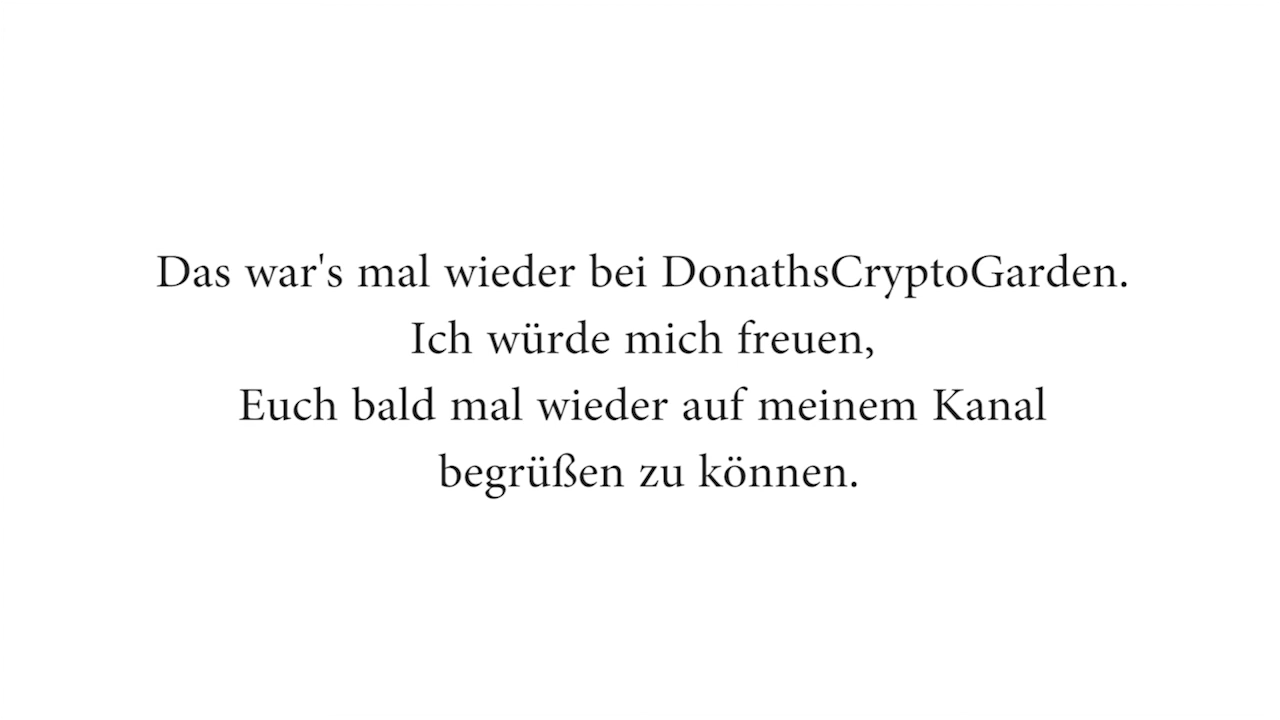 Das war's mal wieder bei DonathsCryptoGarden.
Ich würde mich freuen,
Euch bald mal wieder auf meinem Kanal
begrüßen zu können.